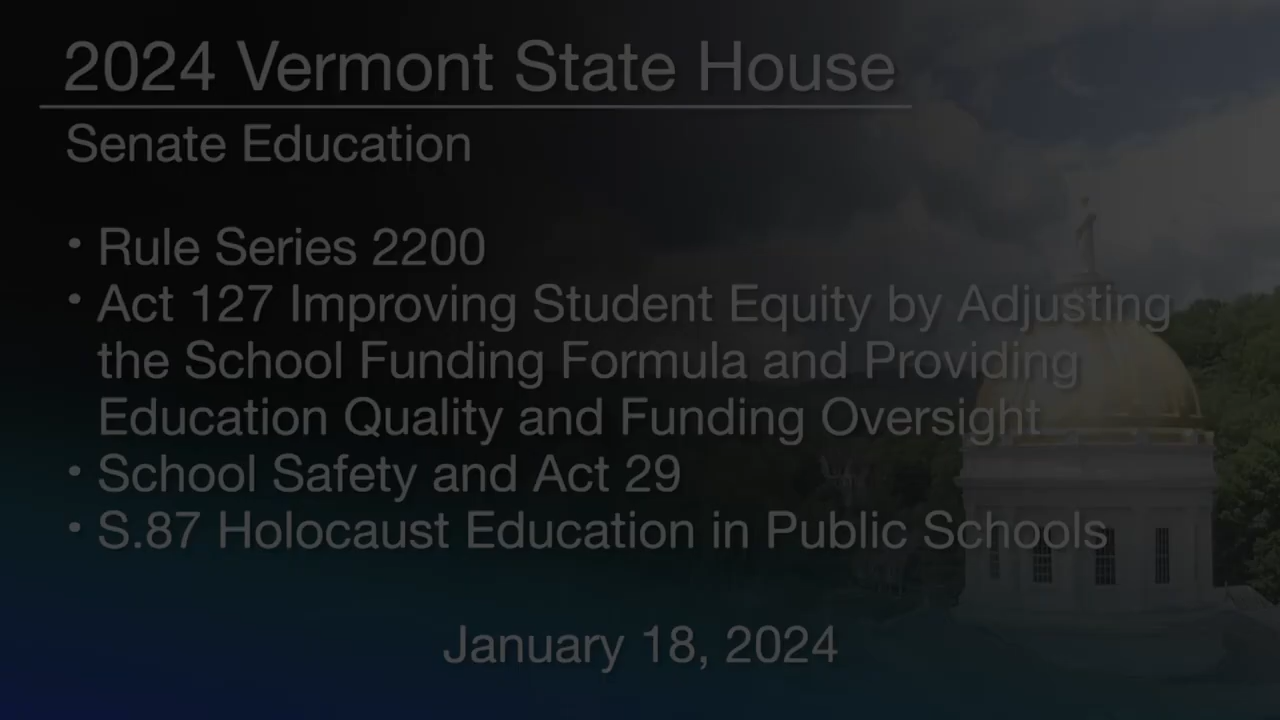 2024 Vermont State House
Senate Education
• Rule Series 2200
• Act 127 Improving Student Equity by Adjusting
the School Funding Formula and Providing
Education Quality and Funding Oversight
• School Safety and Act 29
• S.87 Holocaust Education in Public Schools
January 18, 2024